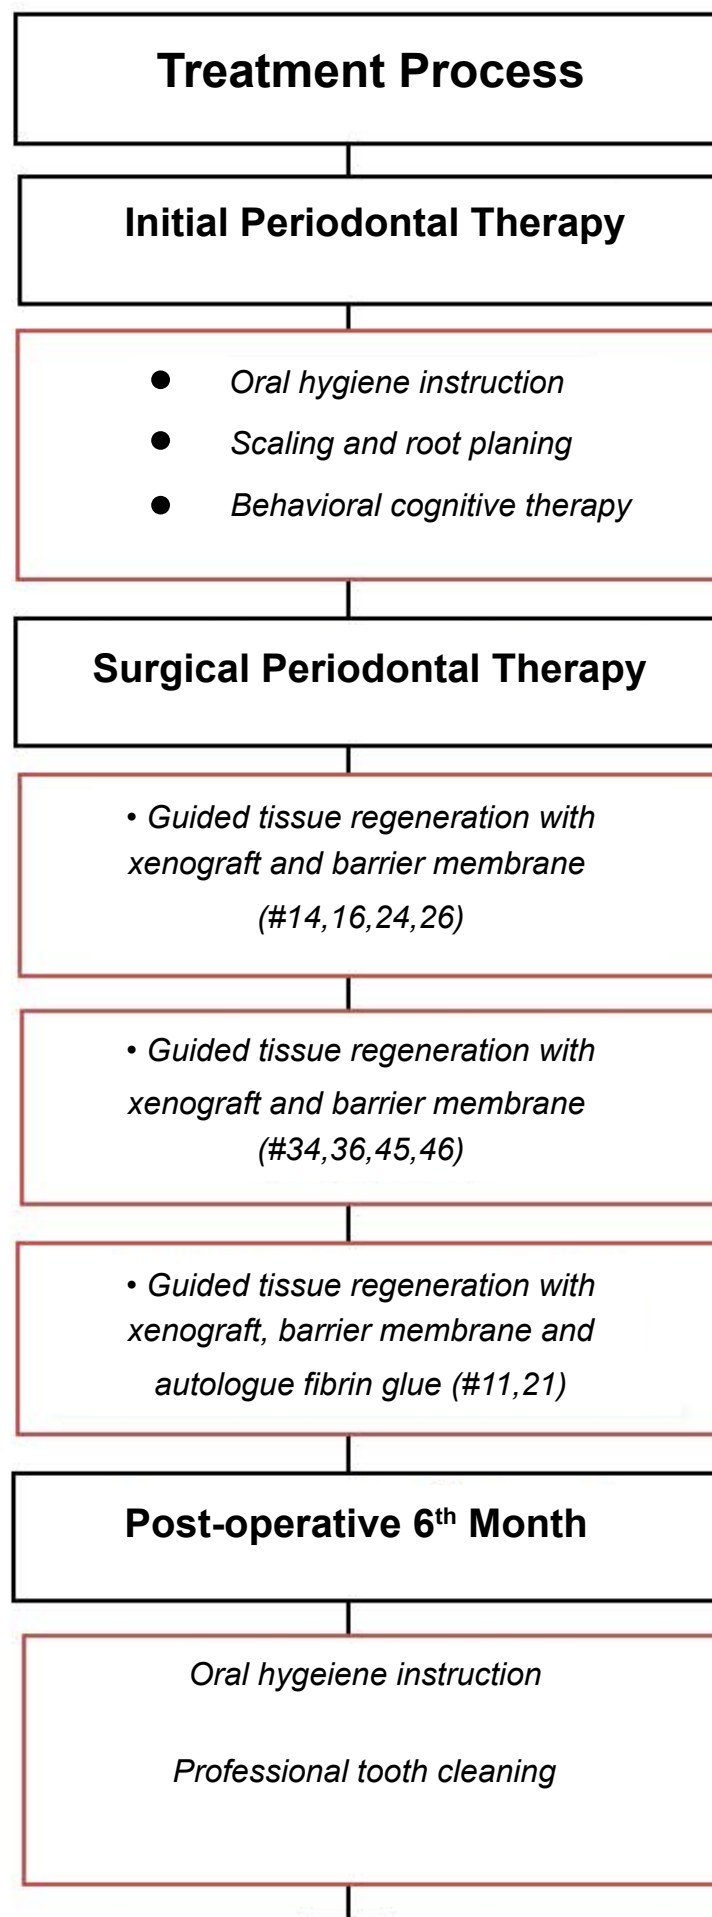 Treatment Process
Initial Periodontal Therapy
● Oral hygiene instruction
● Scaling and root planing
● Behavioral cognitive therapy
Surgical Periodontal Therapy
• Guided tissue regeneration with
xenograft and barrier membrane
(#14,16,24,26)
• Guided tissue regeneration with
xenograft and barrier membrane
(#34,36,45,46)
• Guided tissue regeneration with
xenograft, barrier membrane and
autologue fibrin glue (#11,21)
Post-operative 6th Month
Oral hygeiene instruction
Professional tooth cleaning